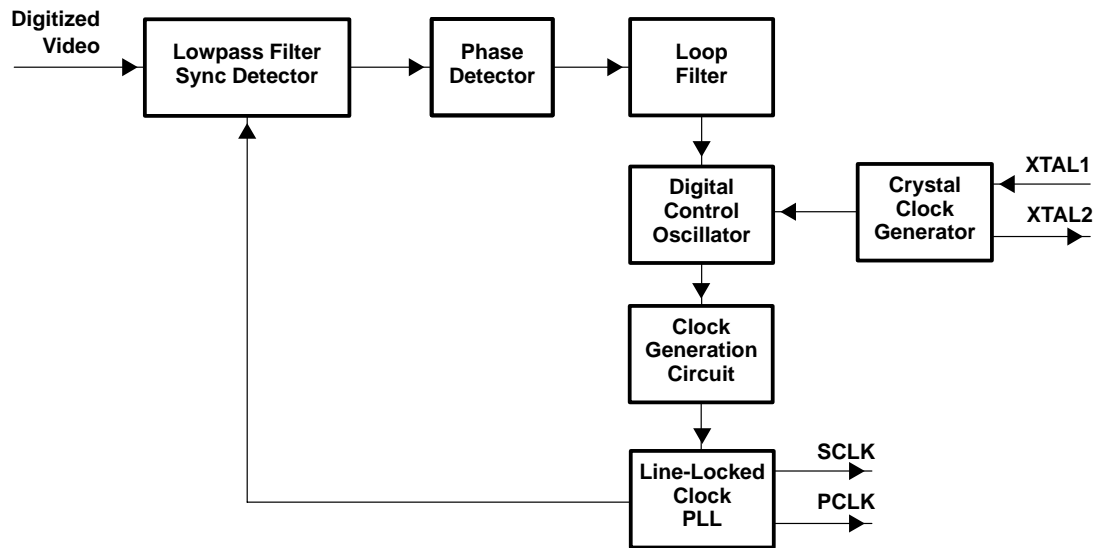 Digitized
Video
Lowpass Filter
Sync Detector
Phase
Detector
Loop
Filter
Digital
Control
Oscillator
Crystal
Clock
Generator
XTAL1
XTAL2
Clock
Generation
Circuit
Line-Locked
Clock
PLL
SCLK
PCLK